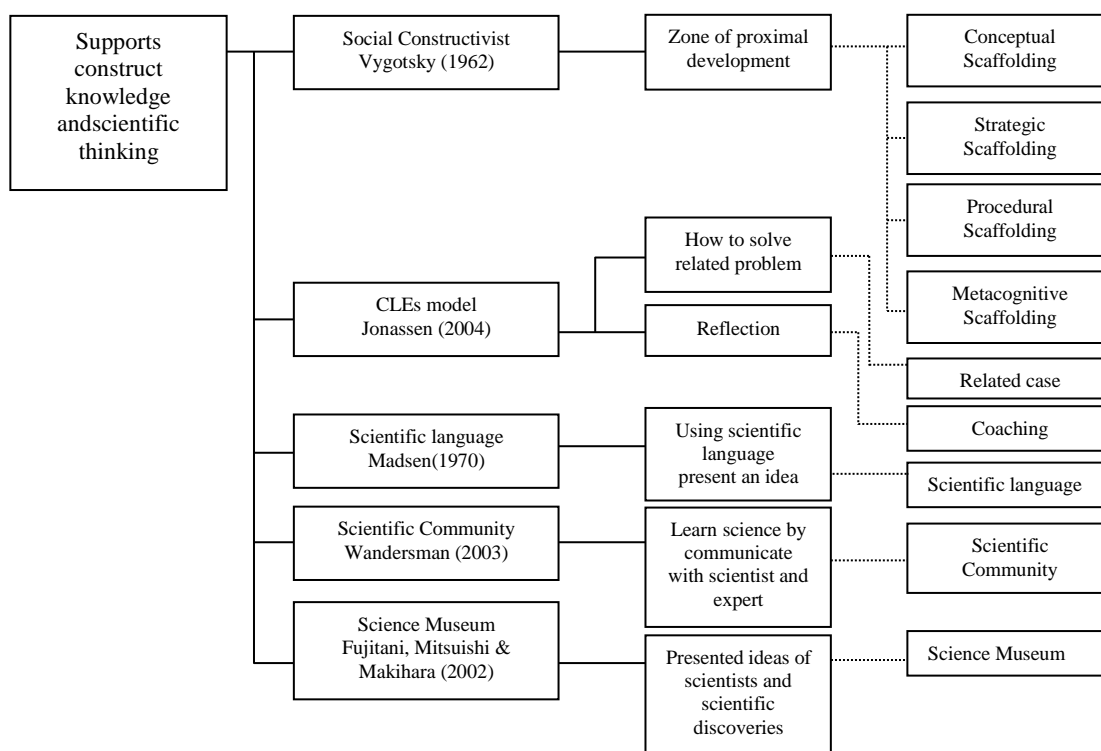 Supports
construct
knowledge
andscientific
thinking
Social Constructivist
Vygotsky (1962)
Zone of proximal
development
Conceptual
Scaffolding
Strategic
Scaffolding
Procedural
Scaffolding
Metacognitive
Scaffolding
CLEs model
Jonassen (2004)
How to solve
related problem
Reflection
Related case
Coaching
Scientific language
Madsen(1970)
Using scientific
language
present an idea
Scientific language
Scientific Community
Wandersman (2003)
Learn science by
communicate
with scientist and
expert
Scientific
Community
Science Museum
Fujitani, Mitsuishi &
Makihara (2002)
Presented ideas of
scientists and
scientific
discoveries
Science Museum